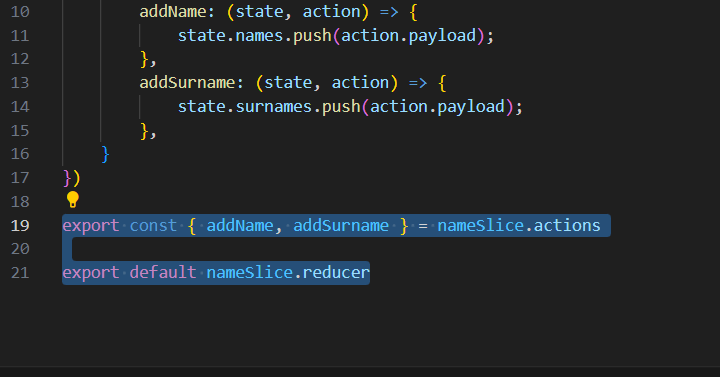 10 addName: (state, action) => {
11 state.names.push(action.payload);
12 },
13 addSurname: (state, action) => {
14 state.surnames.push(action.payload);
15 },
16 }
17 })
18
19 export const { addName, addSurname } = nameSlice.actions
20
21 export default nameSlice.reducer